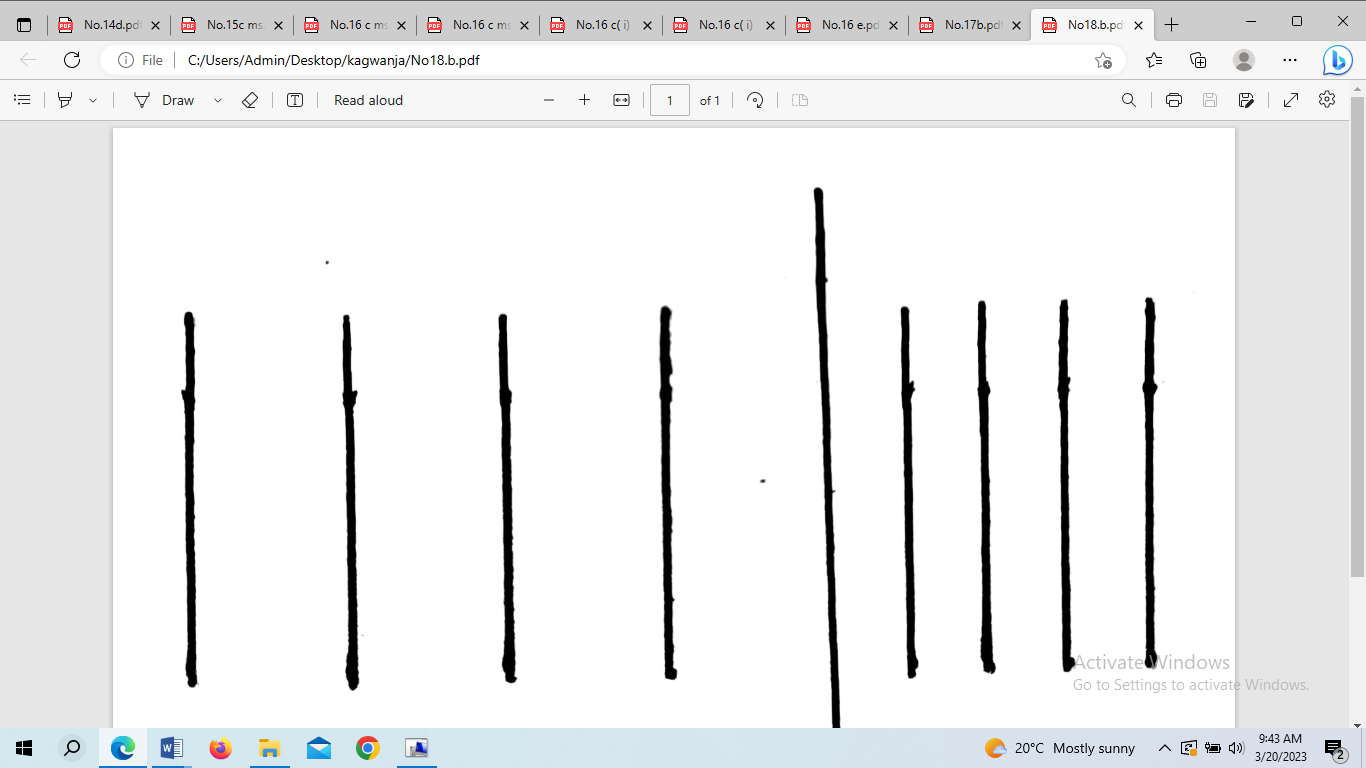 No.14d.pdf
No.15c ms
No.16 c ms
No.16 c ms
No.16 c( i)
No.16 c( i)
No.16 e.pd
No.17b.pdf
No18.b.pdf
File
C:/Users/Admin/Desktop/kagwanja/No18.b.pdf
Draw
Read aloud
1
of 1
Activate Windows
Go to Settings to activate Windows.
20°C Mostly sunny
9:43 AM
3/20/2023
2